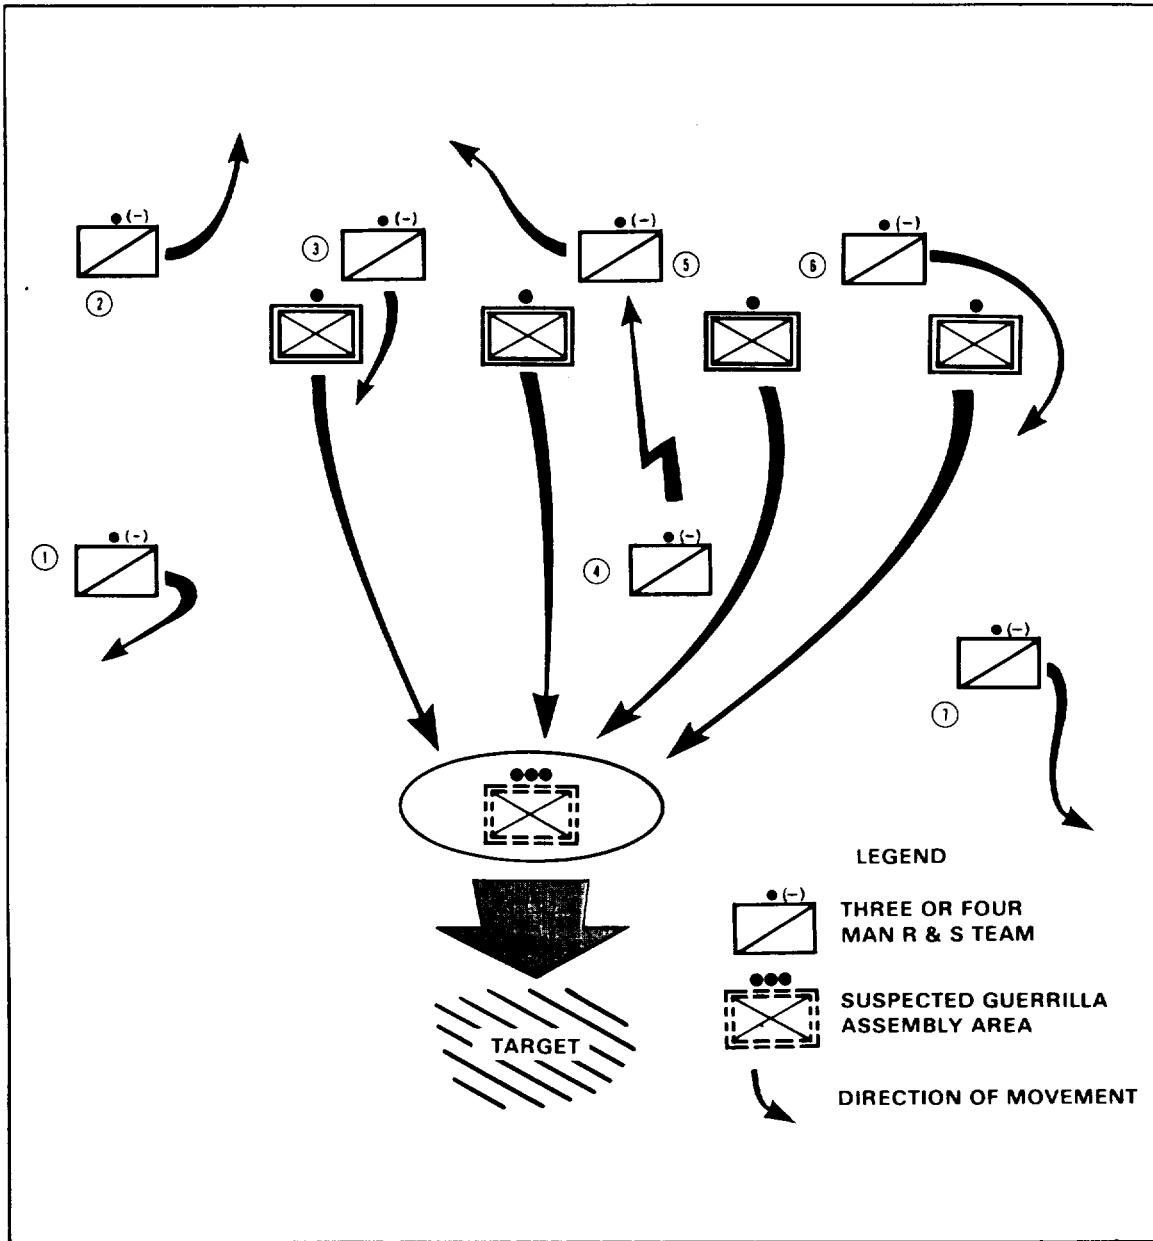 (-)
(-)
(-)
(-)
2
3
5
6
(-)
(-)
1
4
(-)
7
LEGEND
(-)
THREE OR FOUR
MAN R & S TEAM
SUSPECTED GUERRILLA
ASSEMBLY AREA
TARGET
DIRECTION OF MOVEMENT